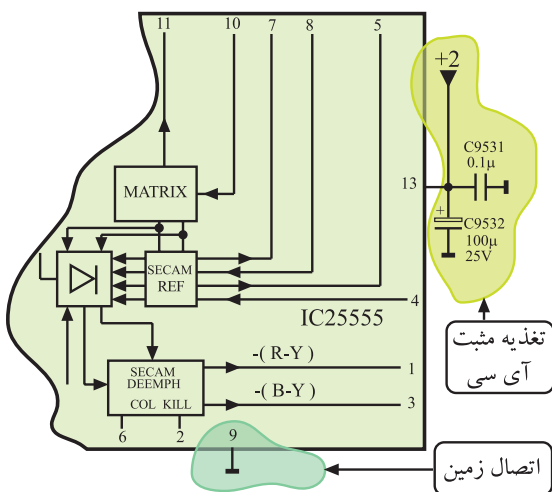 11
10
7
8
5
+2
C9531
0.1µ
13
MATRIX
+
C9532
100µ
25V
SECAM
REF
4
IC25555
تغذیه مثبت
آی سی
-( R-Y )
1
SECAM
DEEMPH
COL KILL
-( B-Y )
3
6
2
9
اتصال زمین